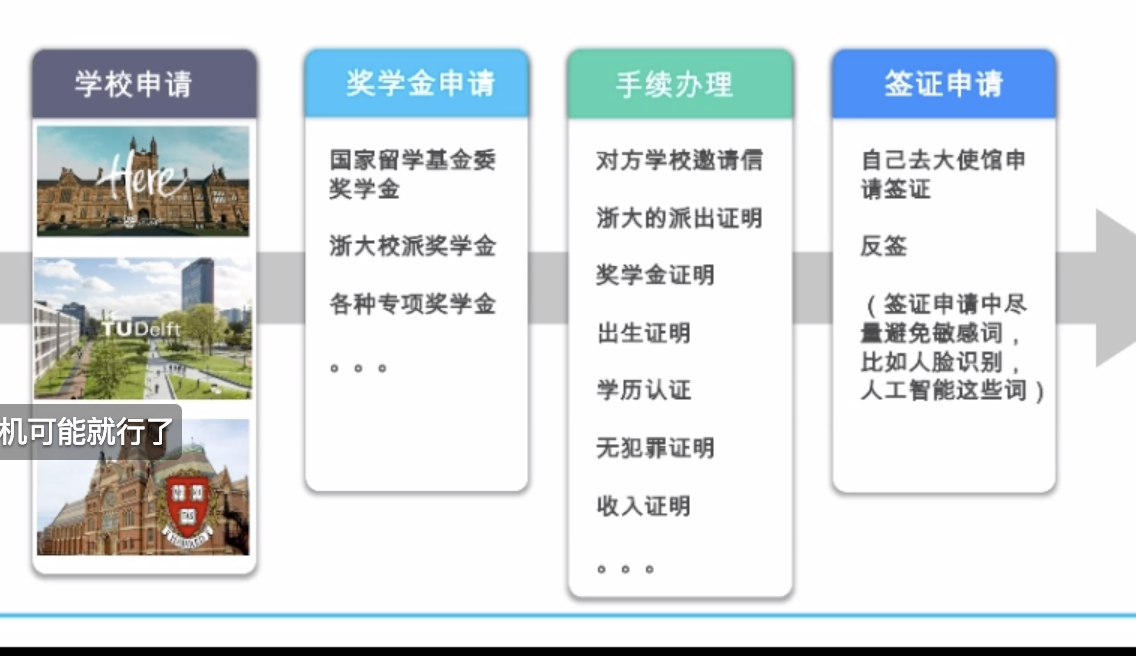 学校申请
Here
TUDelft
机可能就行了
奖学金申请
国家留学基金委
奖学金
浙大校派奖学金
各种专项奖学金
。。。
手续办理
对方学校邀请信
浙大的派出证明
奖学金证明
出生证明
学历认证
无犯罪证明
收入证明
。。。
签证申请
自己去大使馆申
请签证
反签
（签证申请中尽
量避免敏感词，
比如人脸识别，
人工智能这些词）